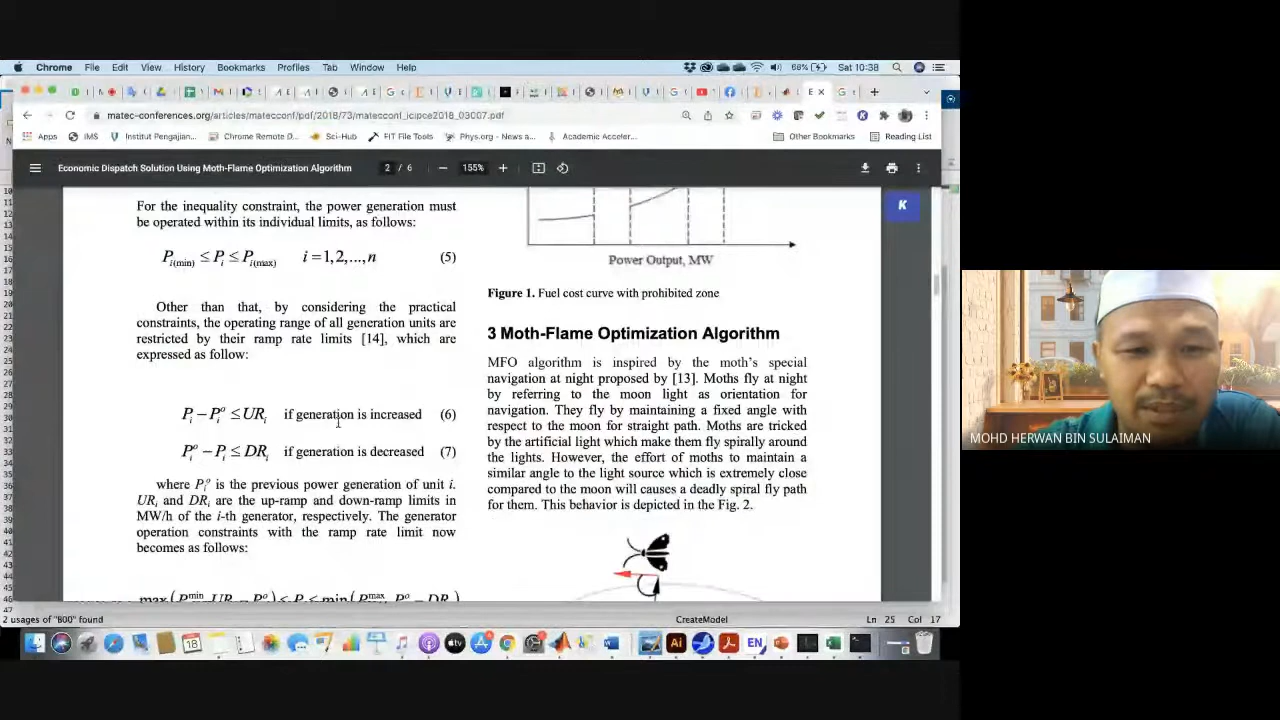 Chrome File Edit View History Bookmarks Profiles Tab Window Help
68% Sat 10:38
matec-conferences.org/articles/matecconf/pdf/2018/73/matecconf_icipce2018_03007.pdf
Apps IMS Institut Pengajian... Chrome Remote D... Sci-Hub FIT File Tools Phys.org - News a... Academic Acceler... Other Bookmarks Reading List
Economic Dispatch Solution Using Moth-Flame Optimization Algorithm 2 / 6 155%
For the inequality constraint, the power generation must
be operated within its individual limits, as follows:
P_{i(min)} ≤ P_i ≤ P_{i(max)} i = 1,2,...,n (5)
Other than that, by considering the practical
constraints, the operating range of all generation units are
restricted by their ramp rate limits [14], which are
expressed as follow:
P_i − P_i^o ≤ UR_i if generation is increased (6)
P_i^o − P_i ≤ DR_i if generation is decreased (7)
where P_i^o is the previous power generation of unit i.
UR_i and DR_i are the up-ramp and down-ramp limits in
MW/h of the i-th generator, respectively. The generator
operation constraints with the ramp rate limit now
becomes as follows:
Power Output, MW
Figure 1. Fuel cost curve with prohibited zone
3 Moth-Flame Optimization Algorithm
MFO algorithm is inspired by the moth's special
navigation at night proposed by [13]. Moths fly at night
by referring to the moon light as orientation for
navigation. They fly by maintaining a fixed angle with
respect to the moon for straight path. Moths are tricked
by the artificial light which make them fly spirally around
the lights. However, the effort of moths to maintain a
similar angle to the light source which is extremely close
compared to the moon will causes a deadly spiral fly path
for them. This behavior is depicted in the Fig. 2.
K
2 usages of "800" found CreateModel Ln 25 Col 17
MOHD HERWAN BIN SULAIMAN